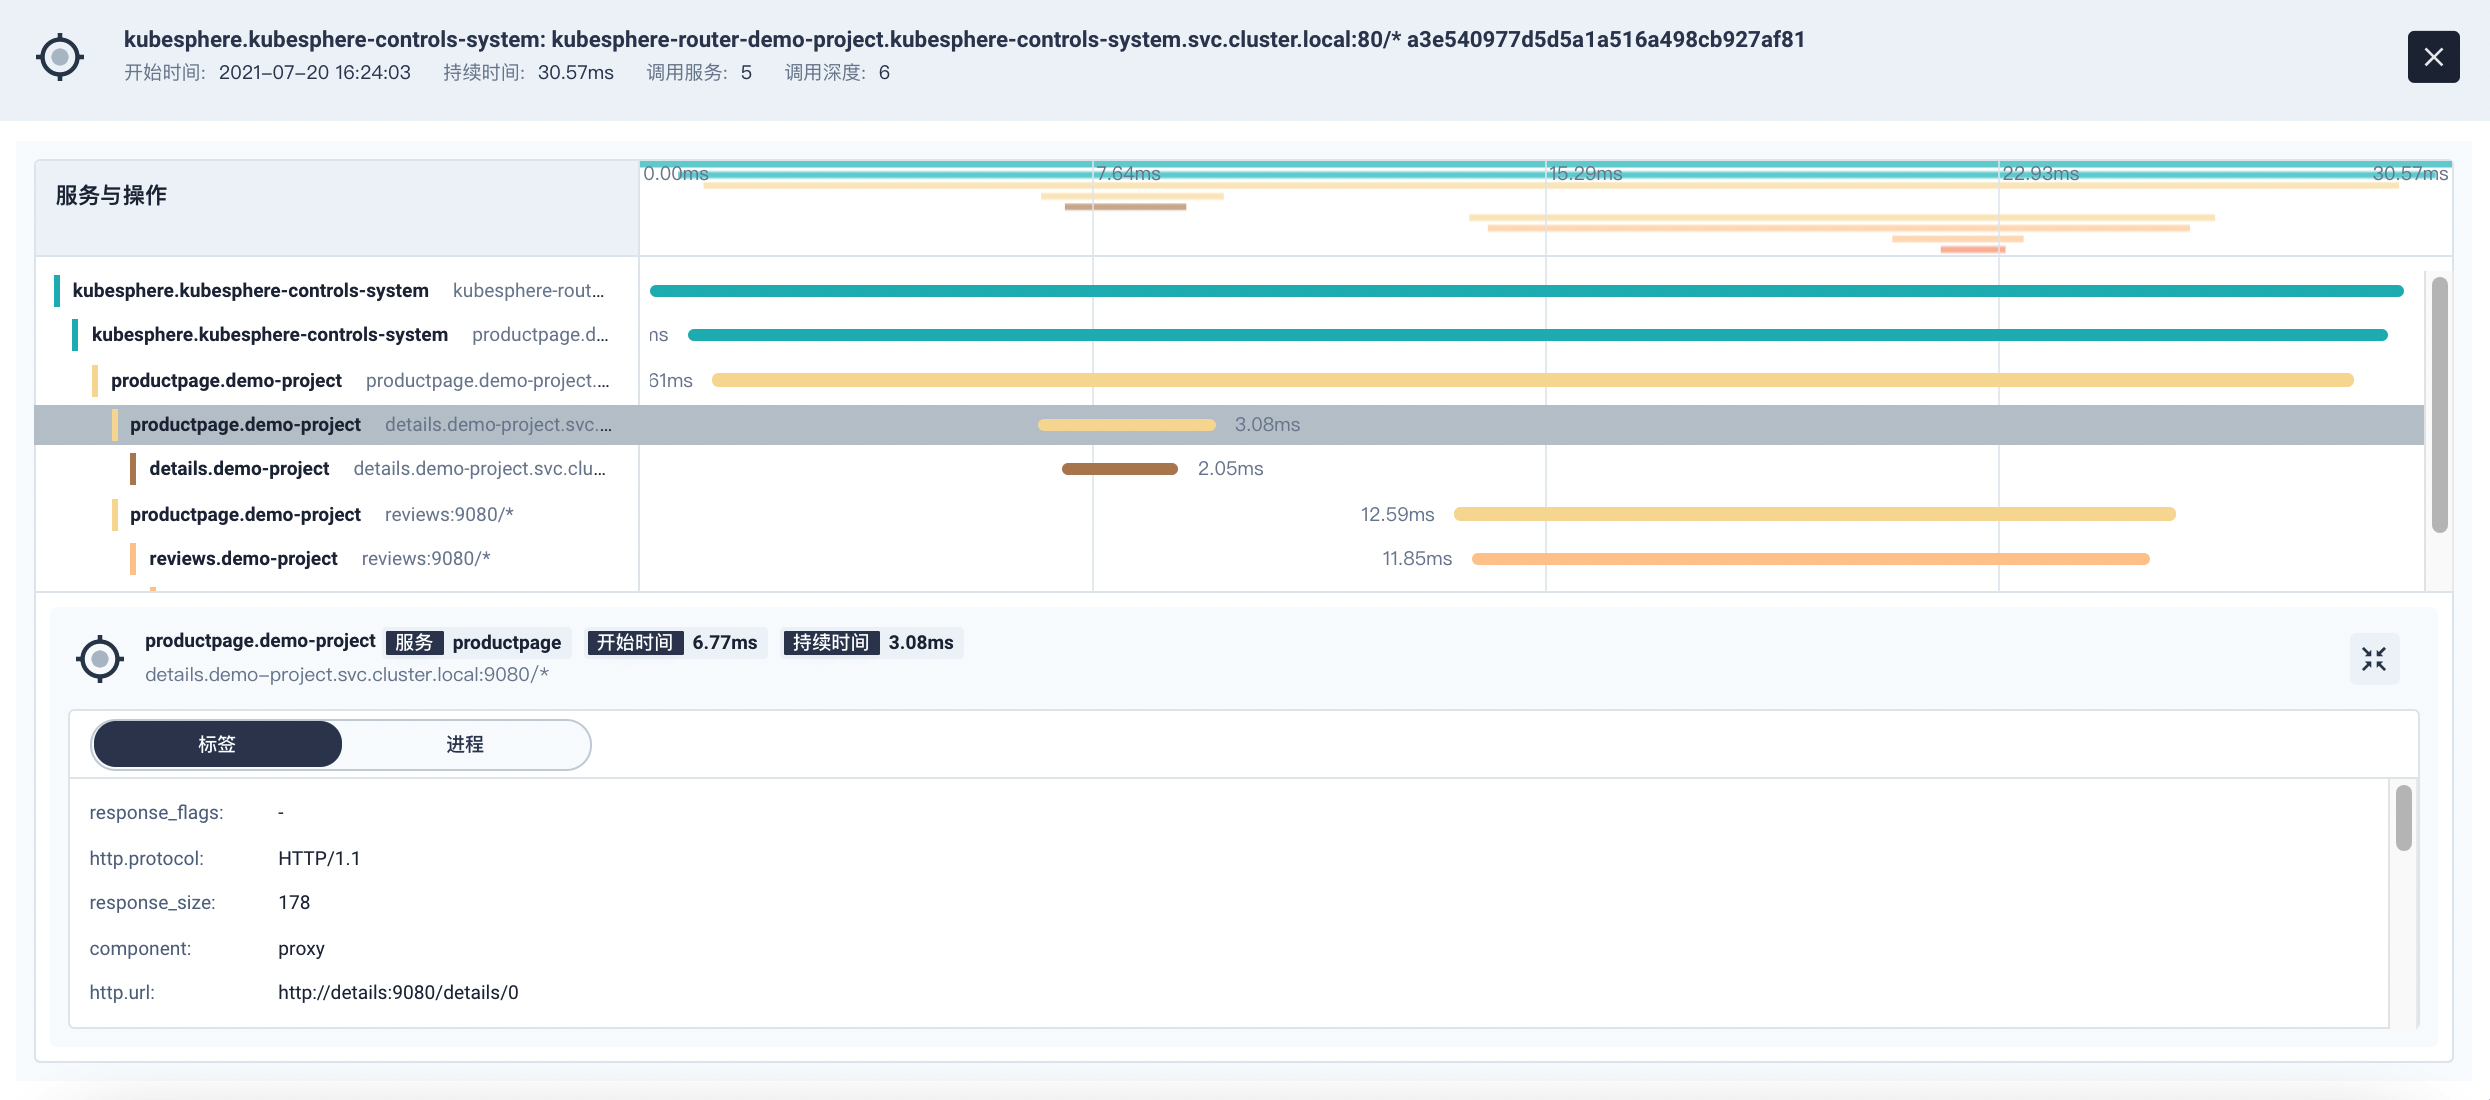 kubesphere.kubesphere-controls-system: kubesphere-router-demo-project.kubesphere-controls-system.svc.cluster.local:80/* a3e540977d5d5a1a516a498cb927af81
开始时间: 2021-07-20 16:24:03 持续时间: 30.57ms 调用服务: 5 调用深度: 6
服务与操作
0.00ms 7.64ms 15.29ms 22.93ms 30.57ms
kubesphere.kubesphere-controls-system kubesphere-rout...
kubesphere.kubesphere-controls-system productpage.d... ns
productpage.demo-project productpage.demo-project.... 61ms
productpage.demo-project details.demo-project.svc.... 3.08ms
details.demo-project details.demo-project.svc.clu... 2.05ms
productpage.demo-project reviews:9080/* 12.59ms
reviews.demo-project reviews:9080/* 11.85ms
productpage.demo-project 服务 productpage 开始时间 6.77ms 持续时间 3.08ms
details.demo-project.svc.cluster.local:9080/*
标签 进程
response_flags: -
http.protocol: HTTP/1.1
response_size: 178
component: proxy
http.url: http://details:9080/details/0